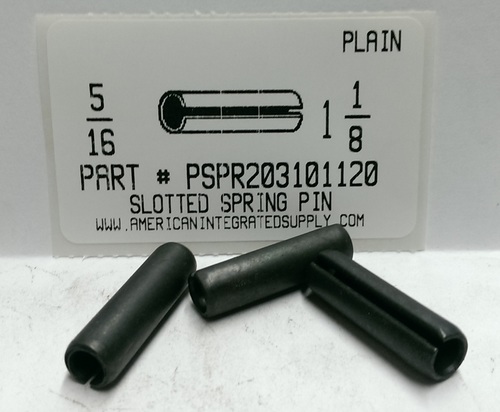 PLAIN
5/16
1 1/8
PART # PSPR203101120
SLOTTED SPRING PIN
WWW.AMERICANINTEGRATEDSUPPLY.COM